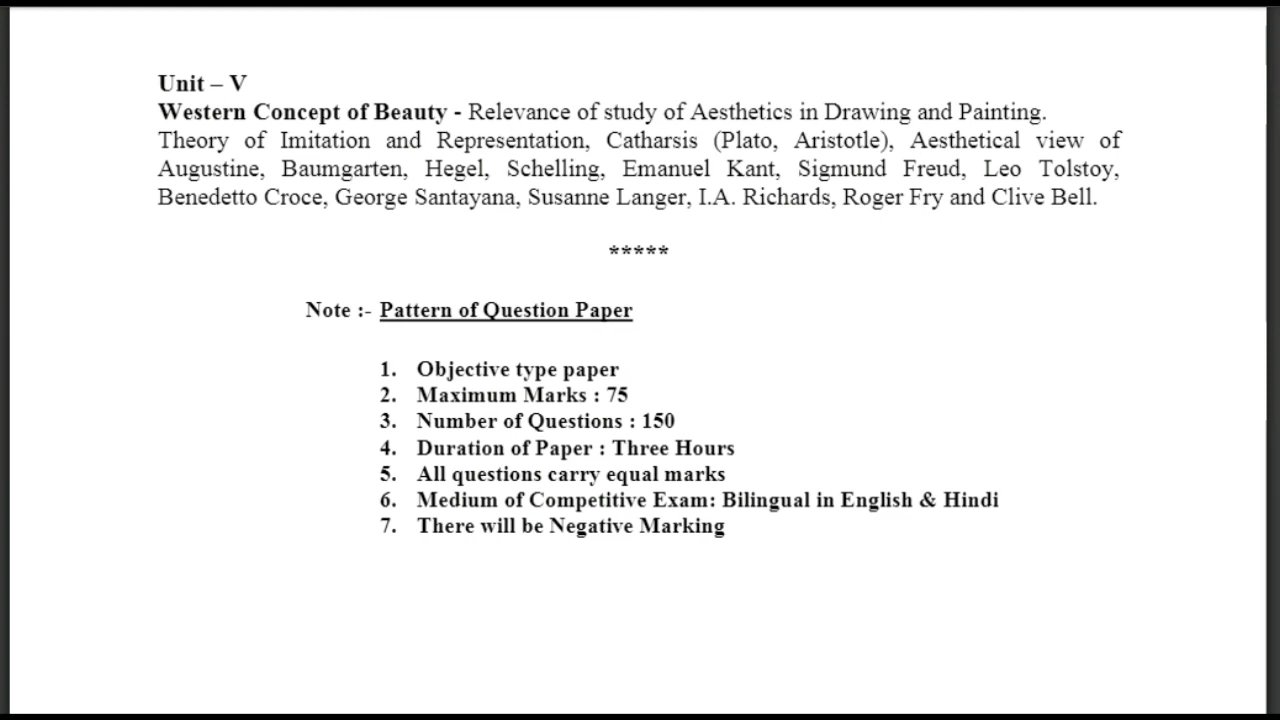 Unit – V
Western Concept of Beauty - Relevance of study of Aesthetics in Drawing and Painting.
Theory of Imitation and Representation, Catharsis (Plato, Aristotle), Aesthetical view of
Augustine, Baumgarten, Hegel, Schelling, Emanuel Kant, Sigmund Freud, Leo Tolstoy,
Benedetto Croce, George Santayana, Susanne Langer, I.A. Richards, Roger Fry and Clive Bell.
*****
Note :- Pattern of Question Paper
1. Objective type paper
2. Maximum Marks : 75
3. Number of Questions : 150
4. Duration of Paper : Three Hours
5. All questions carry equal marks
6. Medium of Competitive Exam: Bilingual in English & Hindi
7. There will be Negative Marking